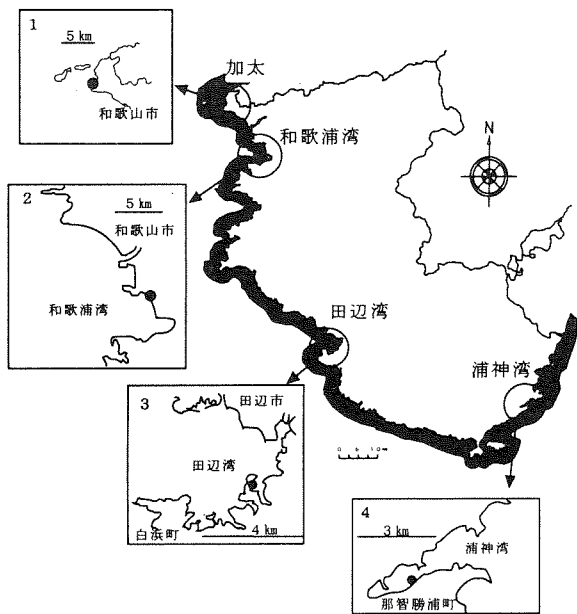 1
5 km
和歌山市
加太
和歌浦湾
N
2
5 km
和歌山市
和歌浦湾
田辺湾
浦神湾
3
田辺市
田辺湾
白浜町
4 km
4
3 km
浦神湾
那智勝浦町